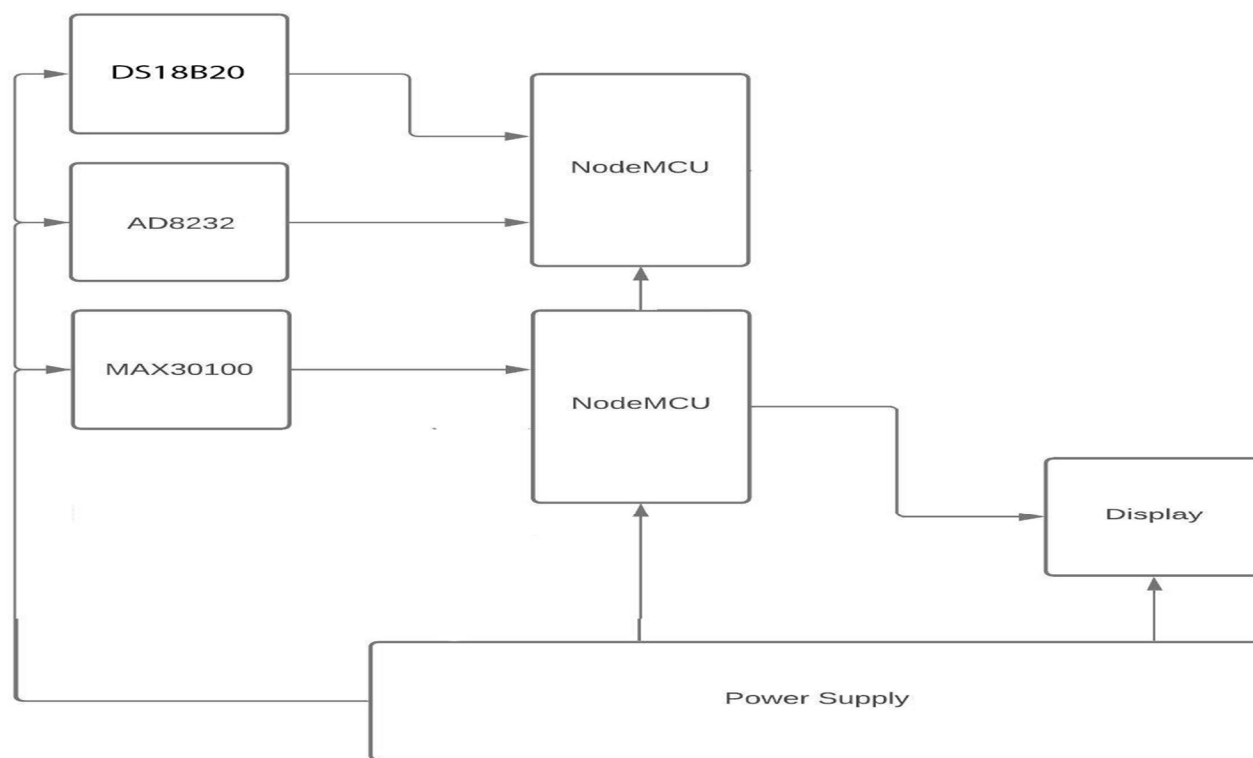 DS18B20
NodeMCU
AD8232
MAX30100
NodeMCU
Display
Power Supply